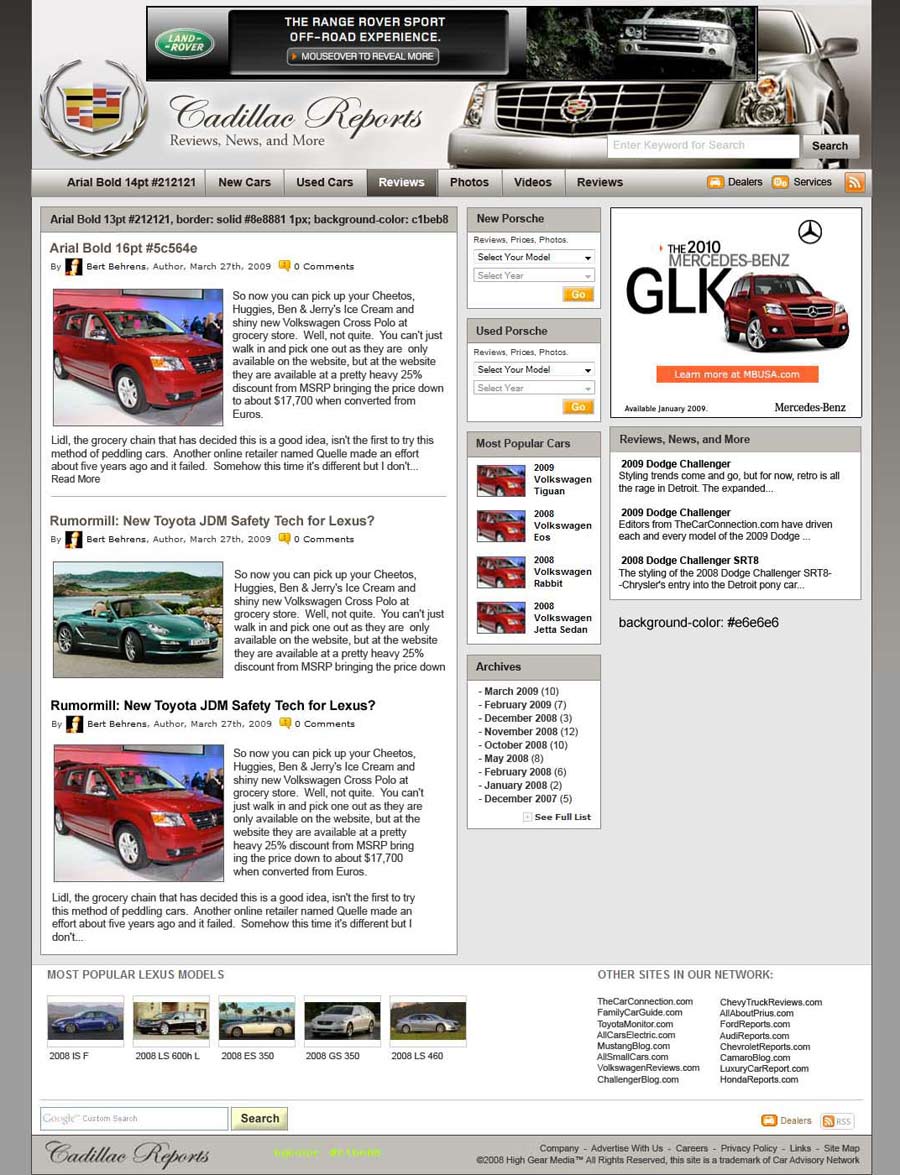 THE RANGE ROVER SPORT
OFF-ROAD EXPERIENCE.
LAND-
-ROVER
MOUSEOVER TO REVEAL MORE
Cadillac Reports
Reviews, News, and More
Enter Keyword for Search
Search
Arial Bold 14pt #212121
New Cars
Used Cars
Reviews
Photos
Videos
Reviews
Dealers
Services
Arial Bold 13pt #212121, border: solid #8e8881 1px; background-color: c1beb8
Arial Bold 16pt #5c564e
By Bert Behrens, Author, March 27th, 2009 0 Comments
So now you can pick up your Cheetos,
Huggies, Ben & Jerry's Ice Cream and
shiny new Volkswagen Cross Polo at
grocery store. Well, not quite. You can't just
walk in and pick one out as they are only
available on the website, but at the website
they are available at a pretty heavy 25%
discount from MSRP bringing the price down
to about $17,700 when converted from
Euros.
Lidl, the grocery chain that has decided this is a good idea, isn't the first to try this
method of peddling cars. Another online retailer named Quelle made an effort
about five years ago and it failed. Somehow this time it's different but I don't...
Read More
Rumormill: New Toyota JDM Safety Tech for Lexus?
By Bert Behrens, Author, March 27th, 2009 0 Comments
So now you can pick up your Cheetos,
Huggies, Ben & Jerry's Ice Cream and
shiny new Volkswagen Cross Polo at
grocery store. Well, not quite. You can't just
walk in and pick one out as they are only
available on the website, but at the website
they are available at a pretty heavy 25%
discount from MSRP bringing the price down
Rumormill: New Toyota JDM Safety Tech for Lexus?
By Bert Behrens, Author, March 27th, 2009 0 Comments
So now you can pick up your Cheetos,
Huggies, Ben & Jerry's Ice Cream and
shiny new Volkswagen Cross Polo at
grocery store. Well, not quite. You can't
just walk in and pick one out as they are
only available on the website, but at the
website they are available at a pretty
heavy 25% discount from MSRP bring
ing the price down to about $17,700
when converted from Euros.
Lidl, the grocery chain that has decided this is a good idea, isn't the first to try
this method of peddling cars. Another online retailer named Quelle made an
effort about five years ago and it failed. Somehow this time it's different but I
don't...
New Porsche
Reviews, Prices, Photos.
Select Your Model
Select Year
Go
Used Porsche
Reviews, Prices, Photos.
Select Your Model
Select Year
Go
Most Popular Cars
2009
Volkswagen
Tiguan
2008
Volkswagen
Eos
2008
Volkswagen
Rabbit
2008
Volkswagen
Jetta Sedan
Archives
- March 2009 (10)
- February 2009 (7)
- December 2008 (3)
- November 2008 (12)
- October 2008 (10)
- May 2008 (8)
- February 2008 (6)
- January 2008 (2)
- December 2007 (5)
See Full List
THE 2010
MERCEDES-BENZ
GLK
Learn more at MBUSA.com
Available January 2009.
Mercedes-Benz
Reviews, News, and More
2009 Dodge Challenger
Styling trends come and go, but for now, retro is all
the rage in Detroit. The expanded...
2009 Dodge Challenger
Editors from TheCarConnection.com have driven
each and every model of the 2009 Dodge ...
2008 Dodge Challenger SRT8
The styling of the 2008 Dodge Challenger SRT8-
-Chrysler's entry into the Detroit pony car...
background-color: #e6e6e6
MOST POPULAR LEXUS MODELS
2008 IS F
2008 LS 600h L
2008 ES 350
2008 GS 350
2008 LS 460
OTHER SITES IN OUR NETWORK:
TheCarConnection.com
FamilyCarGuide.com
ToyotaMonitor.com
AllCarsElectric.com
MustangBlog.com
AllSmallCars.com
VolkswagenReviews.com
ChallengerBlog.com
ChevyTruckReviews.com
AllAboutPrius.com
FordReports.com
AudiReports.com
ChevroletReports.com
CamaroBlog.com
LuxuryCarReport.com
HondaReports.com
Google™ Custom Search
Search
Dealers
RSS
Cadillac Reports
Company - Advertise With Us - Careers - Privacy Policy - Links - Site Map
©2008 High Gear Media™ All Rights Reserved, this site is a trademark of Car Advisory Network